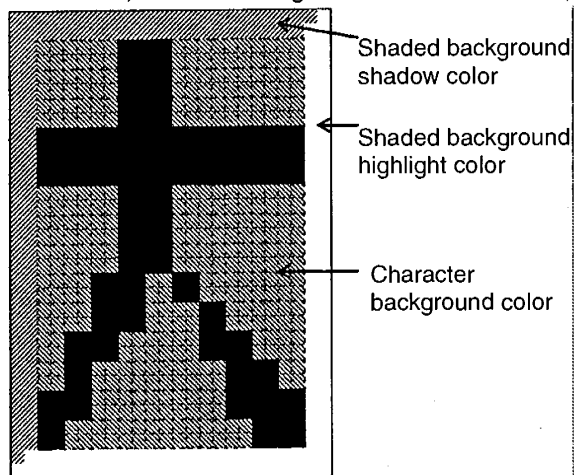 Shaded background
shadow color
Shaded background
highlight color
Character
background color